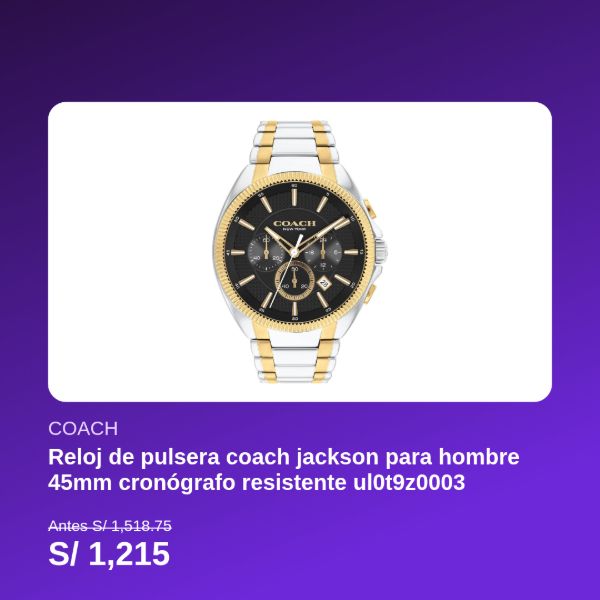 COACH
NEW YORK
COACH
Reloj de pulsera coach jackson para hombre
45mm cronógrafo resistente ul0t9z0003
Antes S/ 1,518.75
S/ 1,215